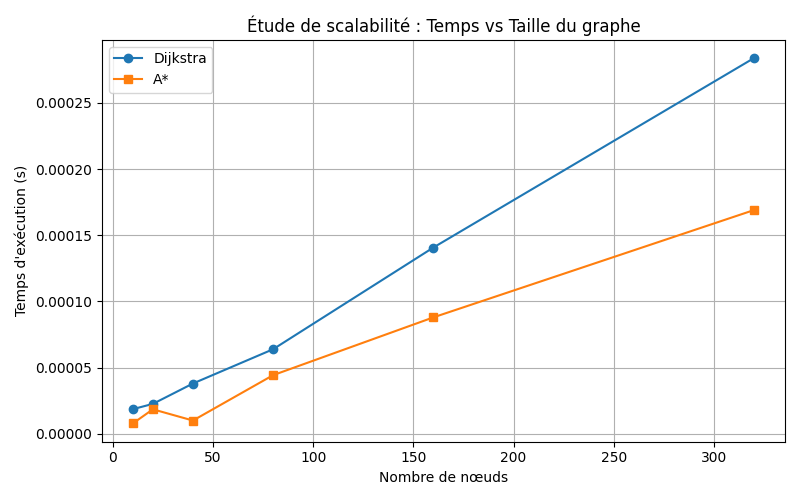 Étude de scalabilité : Temps vs Taille du graphe
Dijkstra
A*
Temps d'exécution (s)
0.00025
0.00020
0.00015
0.00010
0.00005
0.00000
0 50 100 150 200 250 300
Nombre de nœuds